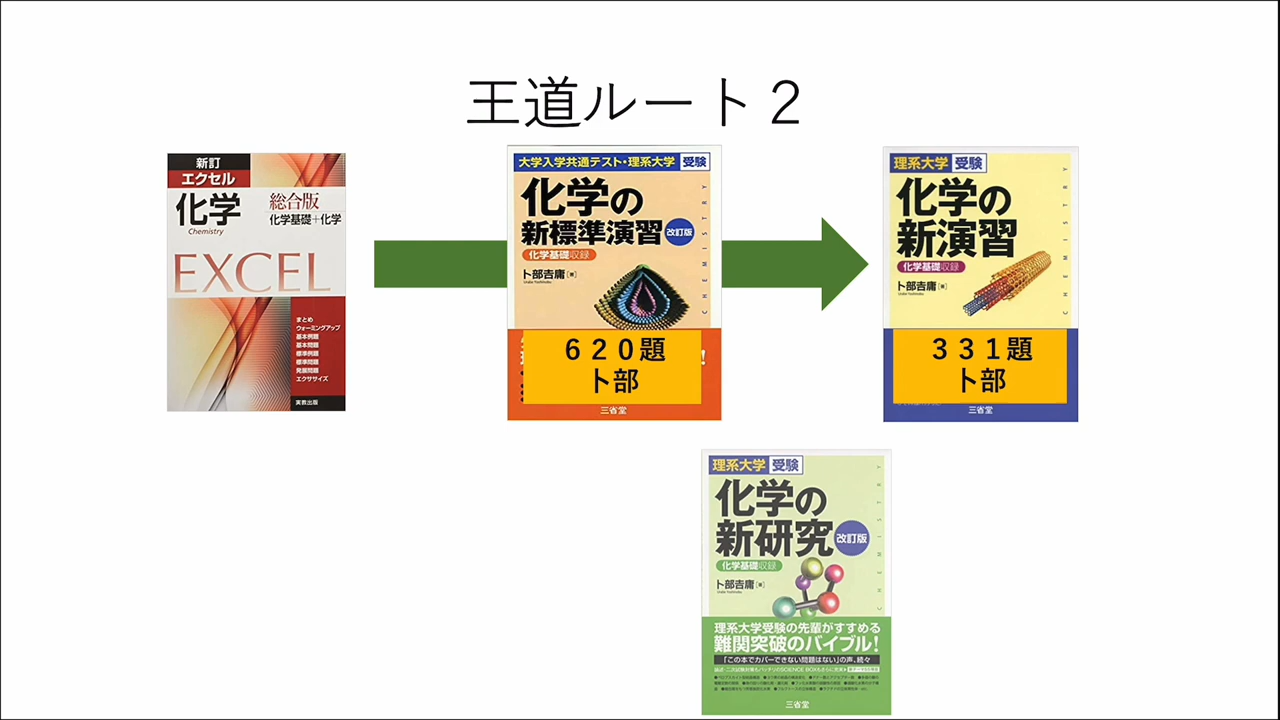 王道ルート２
新訂
エクセル
化学
Chemistry
総合版
化学基礎+化学
EXCEL
まとめ
ウォーミングアップ
基本例題
基本問題
標準例題
標準問題
発展問題
エクササイズ
実教出版
大学入学共通テスト・理系大学 受験
化学の
新標準演習 改訂版
化学基礎収録
卜部吉庸[著]
CHEMISTRY
６２０題
卜部
三省堂
理系大学 受験
化学の
新演習
化学基礎収録
卜部吉庸[著]
CHEMISTRY
３３１題
卜部
三省堂
理系大学 受験
化学の
新研究 改訂版
化学基礎収録
卜部吉庸[著]
CHEMISTRY
理系大学受験の先輩がすすめる
難関突破のバイブル!
「この本でカバーできない問題はない」の声、続々
三省堂